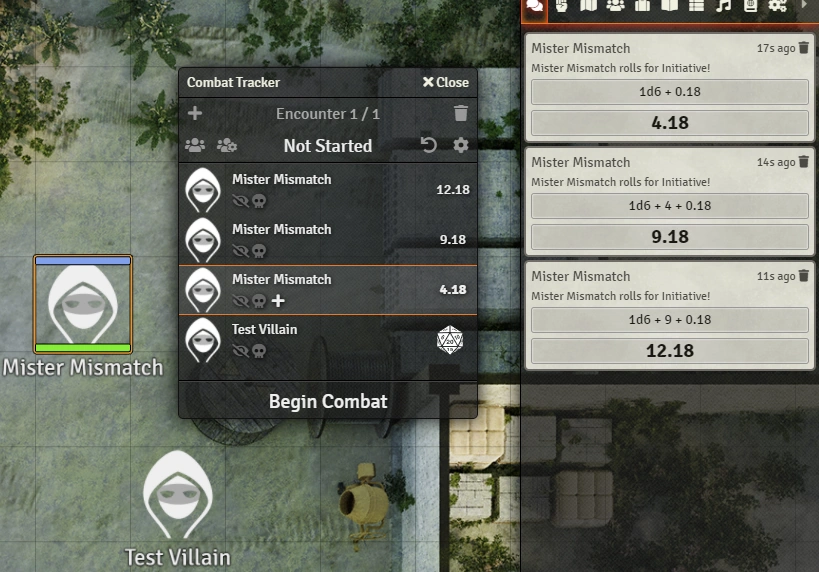 Combat Tracker
Close
Encounter 1 / 1
Not Started
Mister Mismatch
12.18
Mister Mismatch
9.18
Mister Mismatch
4.18
Test Villain
Begin Combat
Mister Mismatch
Test Villain
Mister Mismatch
17s ago
Mister Mismatch rolls for Initiative!
1d6 + 0.18
4.18
Mister Mismatch
14s ago
Mister Mismatch rolls for Initiative!
1d6 + 4 + 0.18
9.18
Mister Mismatch
11s ago
Mister Mismatch rolls for Initiative!
1d6 + 9 + 0.18
12.18